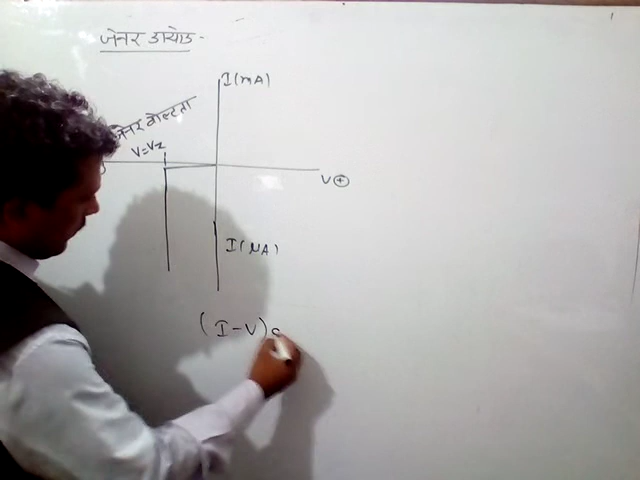 जेनर डायोड -
I (mA)
जेनर वोल्टता
V=Vz
V +
I (μA)
(I-V) c